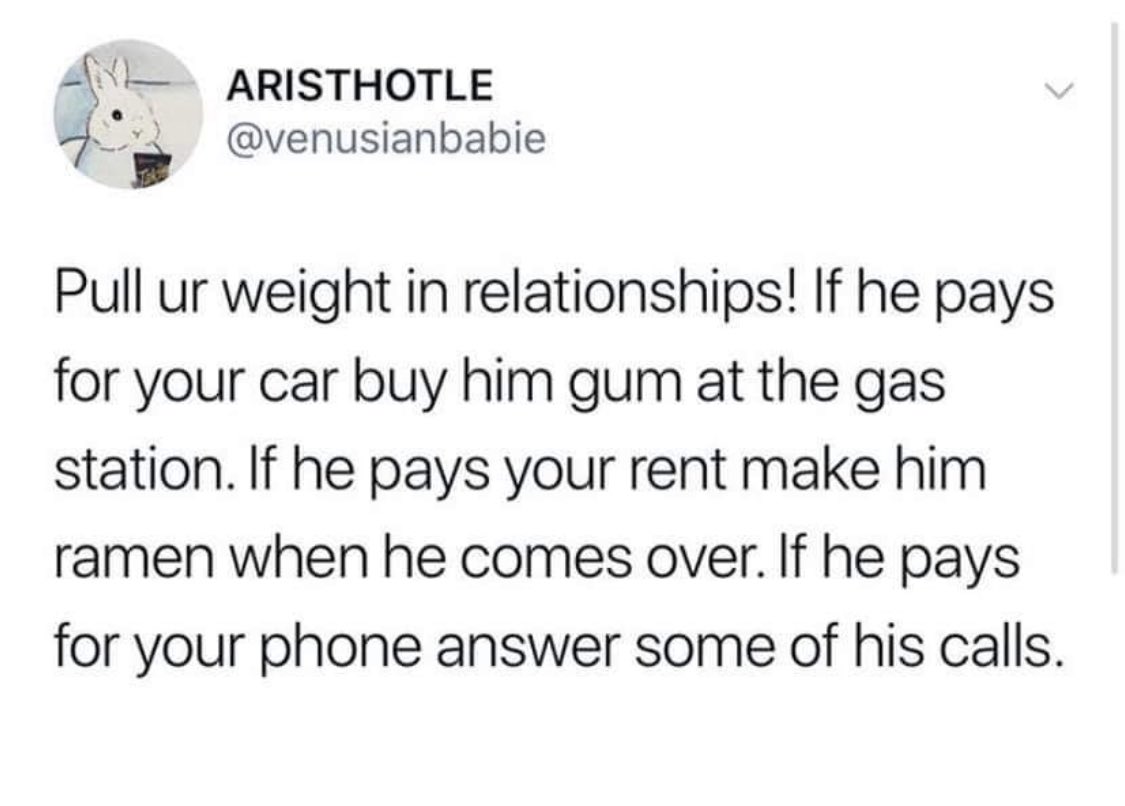 ARISTHOTLE
@venusianbabie
Pull ur weight in relationships! If he pays
for your car buy him gum at the gas
station. If he pays your rent make him
ramen when he comes over. If he pays
for your phone answer some of his calls.